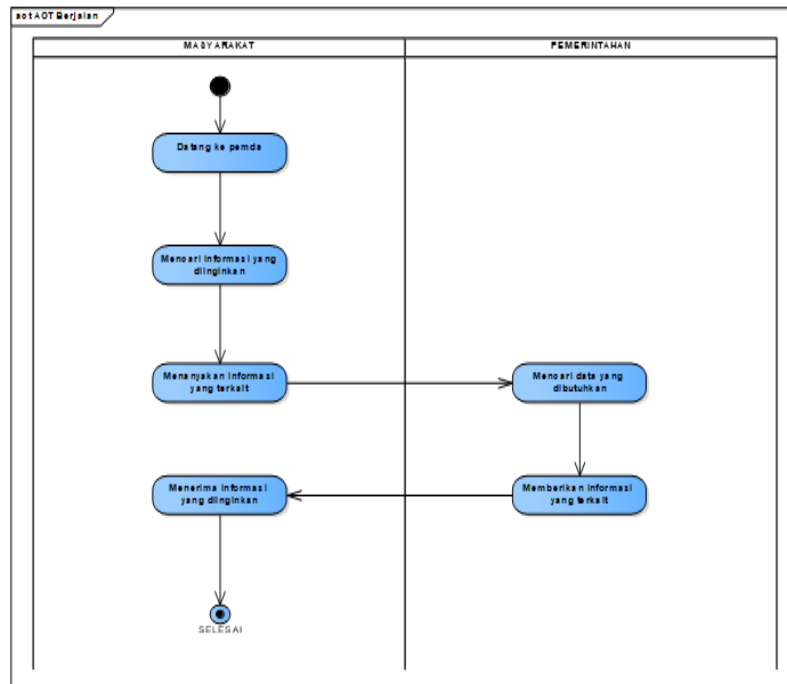 act ACT Berjalan
MASYARAKAT
PEMERINTAHAN
Datang ke pemda
Mencari informasi yang
diinginkan
Menanyakan informasi
yang terkait
Mencari data yang
dibutuhkan
Menerima informasi
yang diinginkan
Memberikan informasi
yang terkait
SELESAI